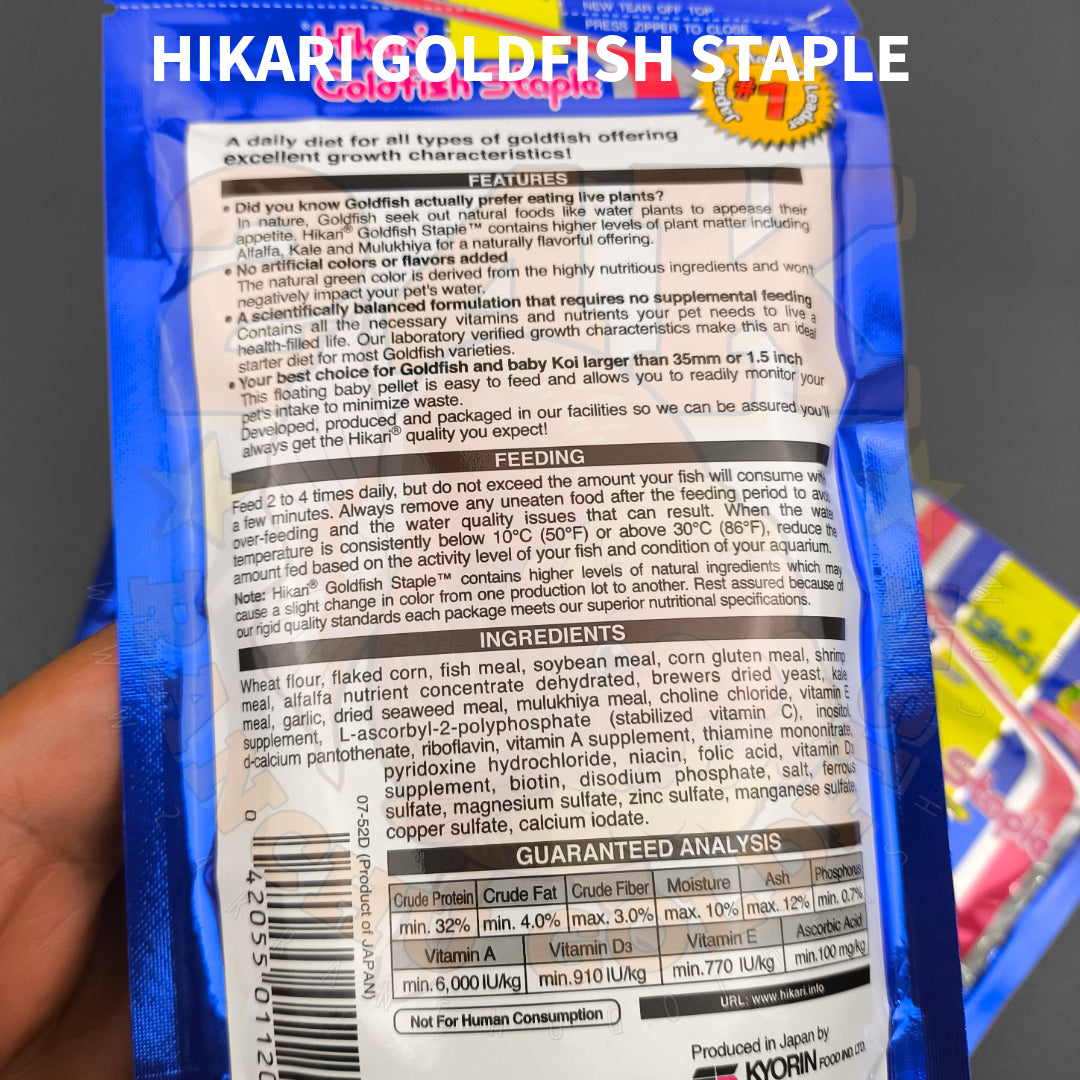 NEW TEAR OFF TOP
PRESS ZIPPER TO CLOSE
HIKARI GOLDFISH STAPLE
Hikari
Goldfish Staple
#1
Leader
A daily diet for all types of goldfish offering
excellent growth characteristics!
FEATURES
• Did you know Goldfish actually prefer eating live plants?
In nature, Goldfish seek out natural foods like water plants to appease their
appetite. Hikari® Goldfish Staple™ contains higher levels of plant matter including
Alfalfa, Kale and Mulukhiya for a naturally flavorful offering.
• No artificial colors or flavors added
The natural green color is derived from the highly nutritious ingredients and won't
negatively impact your pet's water.
• A scientifically balanced formulation that requires no supplemental feeding
Contains all the necessary vitamins and nutrients your pet needs to live a
health-filled life. Our laboratory verified growth characteristics make this an ideal
starter diet for most Goldfish varieties.
• Your best choice for Goldfish and baby Koi larger than 35mm or 1.5 inch
This floating baby pellet is easy to feed and allows you to readily monitor your
pet's intake to minimize waste.
Developed, produced and packaged in our facilities so we can be assured you'll
always get the Hikari® quality you expect!
FEEDING
Feed 2 to 4 times daily, but do not exceed the amount your fish will consume with
a few minutes. Always remove any uneaten food after the feeding period to avoid
over-feeding and the water quality issues that can result. When the water
temperature is consistently below 10°C (50°F) or above 30°C (86°F), reduce the
amount fed based on the activity level of your fish and condition of your aquarium.
Note: Hikari® Goldfish Staple™ contains higher levels of natural ingredients which may
cause a slight change in color from one production lot to another. Rest assured because of
our rigid quality standards each package meets our superior nutritional specifications.
INGREDIENTS
Wheat flour, flaked corn, fish meal, soybean meal, corn gluten meal, shrimp
meal, alfalfa nutrient concentrate dehydrated, brewers dried yeast, kale
meal, garlic, dried seaweed meal, mulukhiya meal, choline chloride, vitamin E
supplement, L-ascorbyl-2-polyphosphate (stabilized vitamin C), inositol,
d-calcium pantothenate, riboflavin, vitamin A supplement, thiamine mononitrate,
pyridoxine hydrochloride, niacin, folic acid, vitamin D3
supplement, biotin, disodium phosphate, salt, ferrous
sulfate, magnesium sulfate, zinc sulfate, manganese sulfate,
copper sulfate, calcium iodate.
GUARANTEED ANALYSIS
Crude Protein Crude Fat Crude Fiber Moisture Ash Phosphorus
min. 32% min. 4.0% max. 3.0% max. 10% max. 12% min. 0.7%
Vitamin A Vitamin D3 Vitamin E Ascorbic Acid
min. 6,000 IU/kg min. 910 IU/kg min. 770 IU/kg min. 100 mg/kg
Not For Human Consumption
URL: www.hikari.info
Produced in Japan by
KYORIN FOOD IND. LTD.
07-52D (Product of JAPAN)
0 42055 01120
Staple